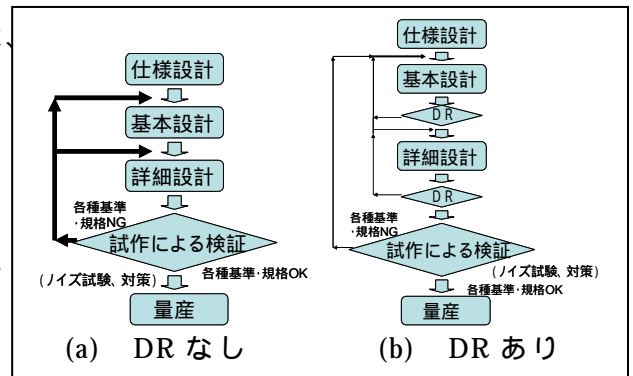 仕様設計
基本設計
詳細設計
各種基準
・規格NG
試作による検証
(ノイズ試験、対策)
各種基準・規格OK
量産
(a) DR なし
仕様設計
基本設計
DR
詳細設計
DR
各種基準
・規格NG
試作による検証
(ノイズ試験、対策)
各種基準・規格OK
量産
(b) DR あり